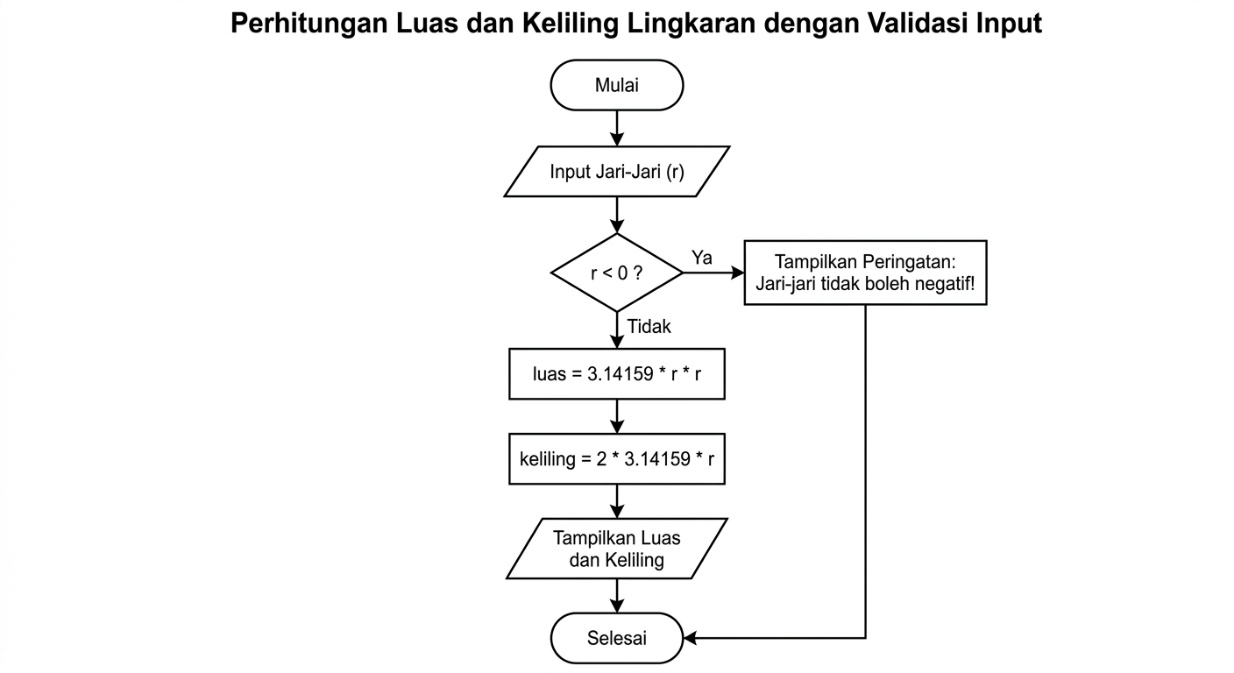 Perhitungan Luas dan Keliling Lingkaran dengan Validasi Input
Mulai
Input Jari-Jari (r)
r < 0 ?
Ya
Tampilkan Peringatan:
Jari-jari tidak boleh negatif!
Tidak
luas = 3.14159 * r * r
keliling = 2 * 3.14159 * r
Tampilkan Luas
dan Keliling
Selesai